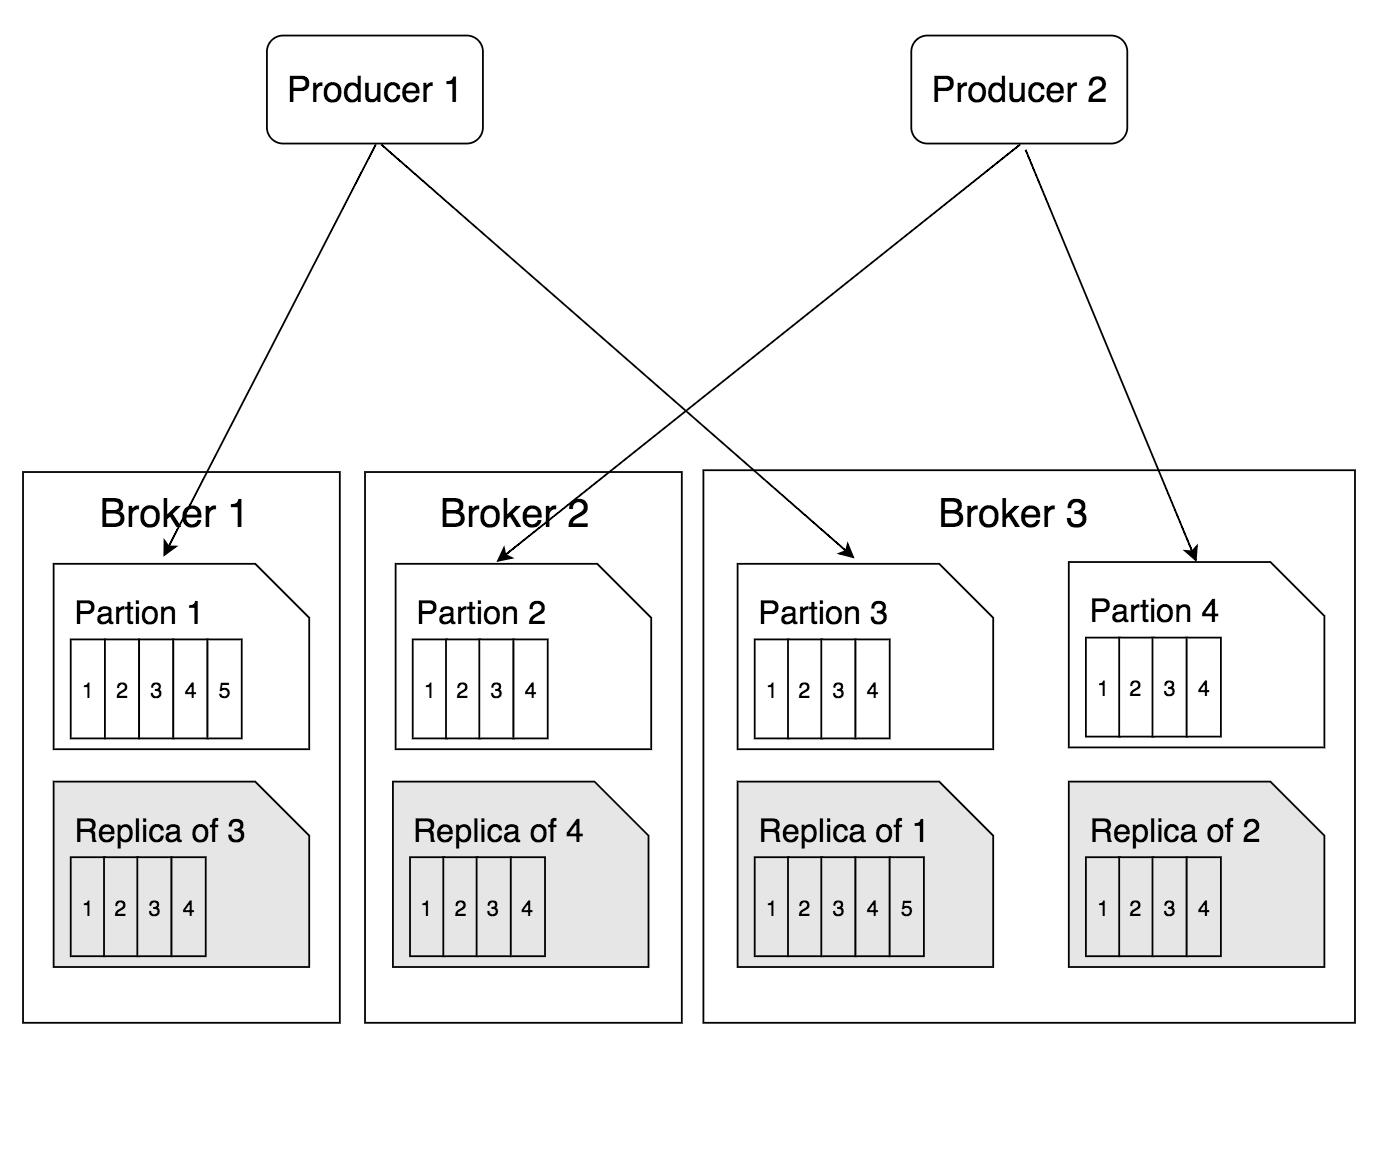 Producer 1
Producer 2
Broker 1
Broker 2
Broker 3
Partion 1
1 2 3 4 5
Partion 2
1 2 3 4
Partion 3
1 2 3 4
Partion 4
1 2 3 4
Replica of 3
1 2 3 4
Replica of 4
1 2 3 4
Replica of 1
1 2 3 4 5
Replica of 2
1 2 3 4